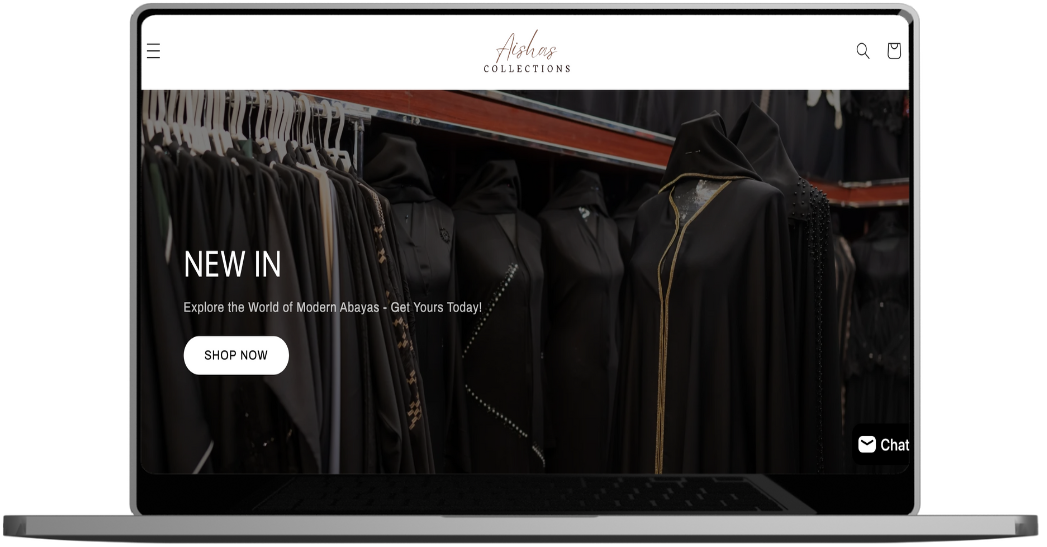 Aishas
COLLECTIONS
NEW IN
Explore the World of Modern Abayas - Get Yours Today!
SHOP NOW
Chat